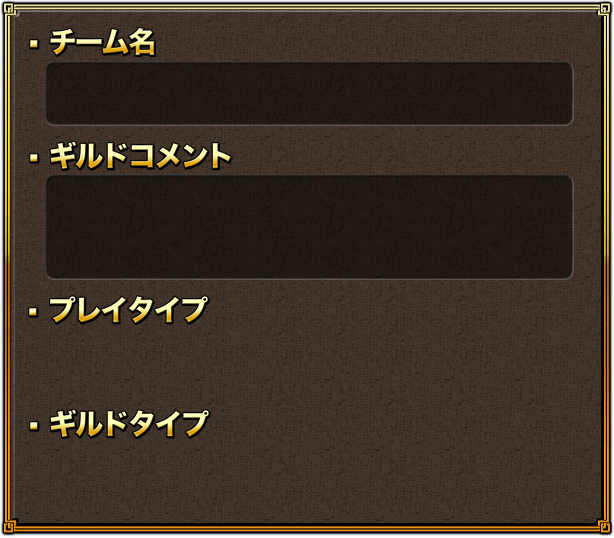 ・チーム名
・ギルドコメント
・プレイタイプ
・ギルドタイプ